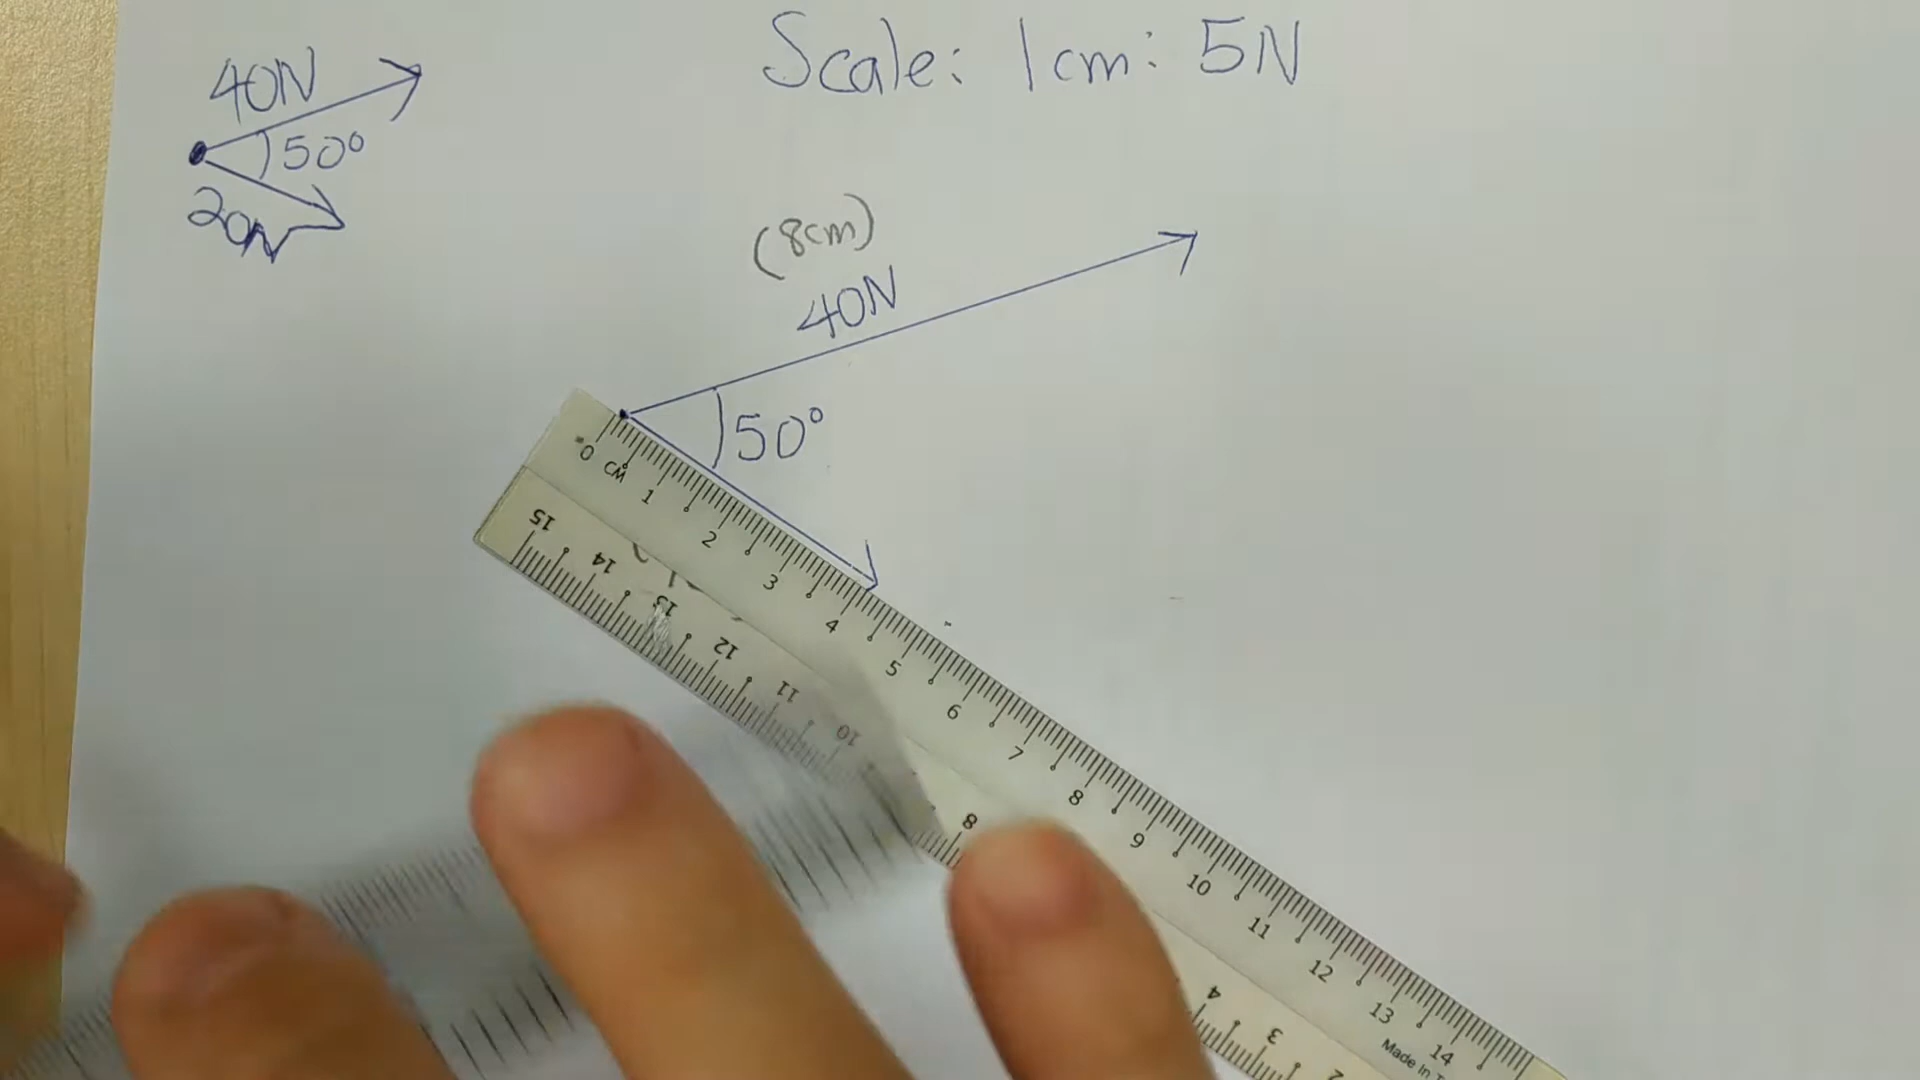 Scale: 1cm: 5N
40N
50°
20N
(8cm)
40N
50°
0 cm 1 2 3 4 5 6 7 8 9 10 11 12 13 14
15 14 13 12 11 10 8 4 3 2
Made In